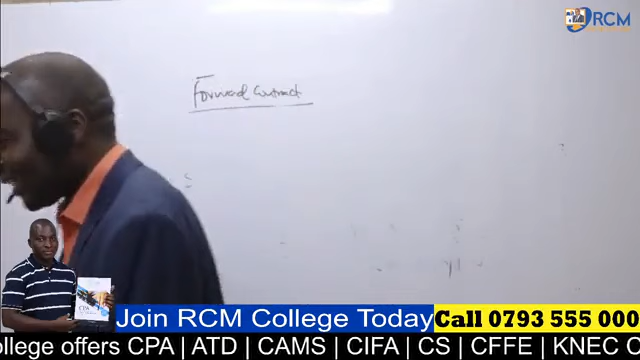 RCM
Forward Contract
CPA
Join RCM College Today
Call 0793 555 000
ollege offers CPA | ATD | CAMS | CIFA | CS | CFFE | KNEC